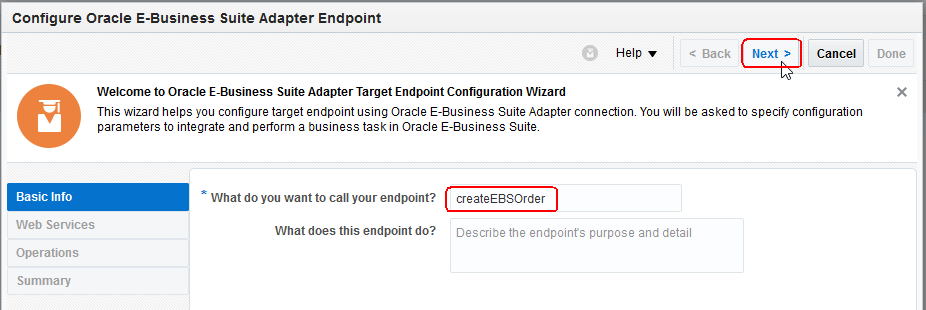 Configure Oracle E-Business Suite Adapter Endpoint
Help
< Back
Next >
Cancel
Done
Welcome to Oracle E-Business Suite Adapter Target Endpoint Configuration Wizard
This wizard helps you configure target endpoint using Oracle E-Business Suite Adapter connection. You will be asked to specify configuration
parameters to integrate and perform a business task in Oracle E-Business Suite.
Basic Info
Web Services
Operations
Summary
* What do you want to call your endpoint?
createEBSOrder
What does this endpoint do?
Describe the endpoint's purpose and detail